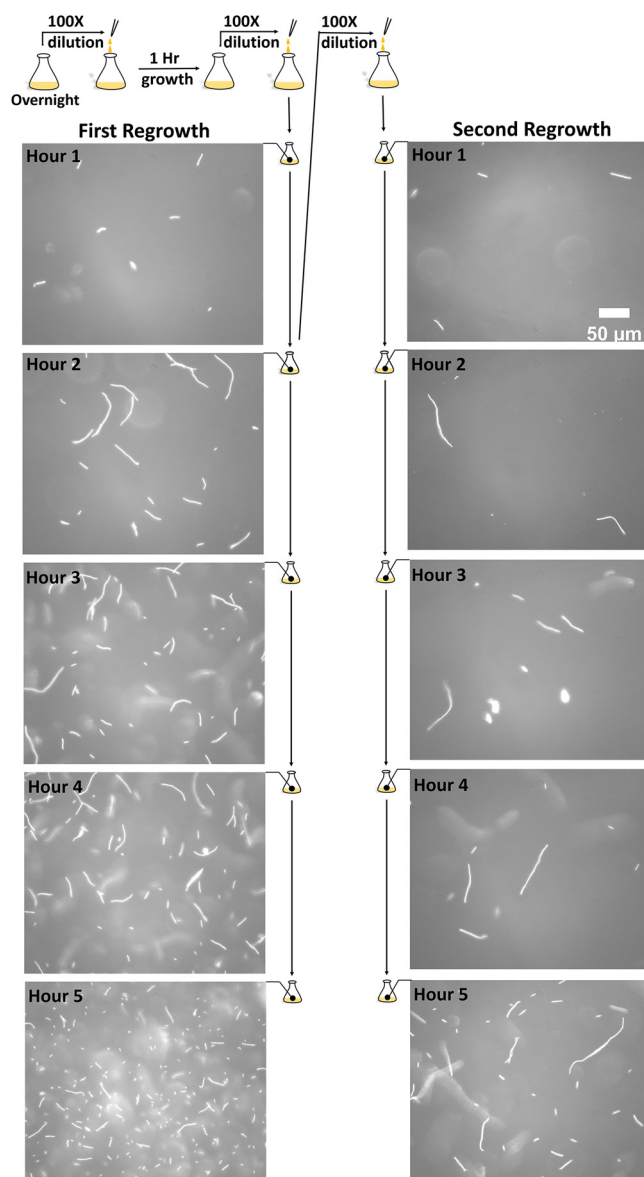 100X
dilution
100X
dilution
100X
dilution
1 Hr
growth
Overnight
First Regrowth
Second Regrowth
Hour 1
Hour 1
50 µm
Hour 2
Hour 2
Hour 3
Hour 3
Hour 4
Hour 4
Hour 5
Hour 5